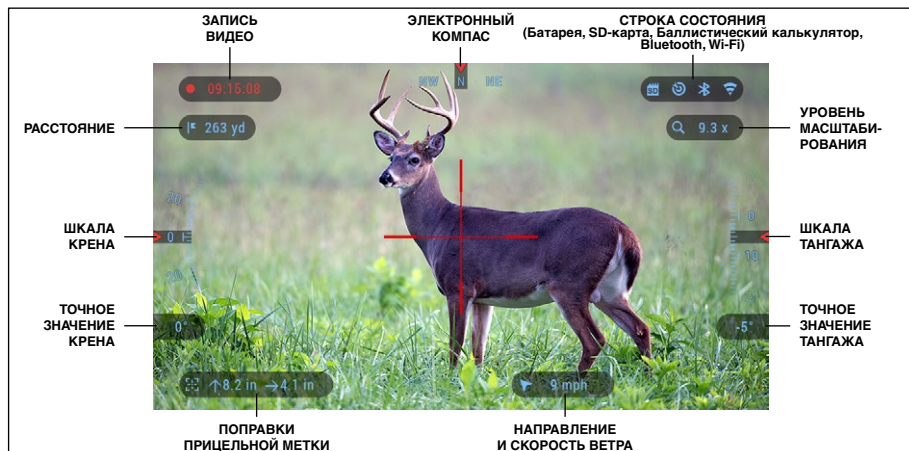 ЗАПИСЬ
ВИДЕО
ЭЛЕКТРОННЫЙ
КОМПАС
СТРОКА СОСТОЯНИЯ
(Батарея, SD-карта, Баллистический калькулятор,
Bluetooth, Wi-Fi)
NW N NE
09.15.08
SD
РАССТОЯНИЕ
263 yd
9.3 x
УРОВЕНЬ
МАСШТАБИ-
РОВАНИЯ
20
0
20
ШКАЛА
КРЕНА
0
10
ШКАЛА
ТАНГАЖА
ТОЧНОЕ
ЗНАЧЕНИЕ
КРЕНА
0°
-5°
ТОЧНОЕ
ЗНАЧЕНИЕ
ТАНГАЖА
↑8.2 in →4.1 in
9 mph
ПОПРАВКИ
ПРИЦЕЛЬНОЙ МЕТКИ
НАПРАВЛЕНИЕ
И СКОРОСТЬ ВЕТРА